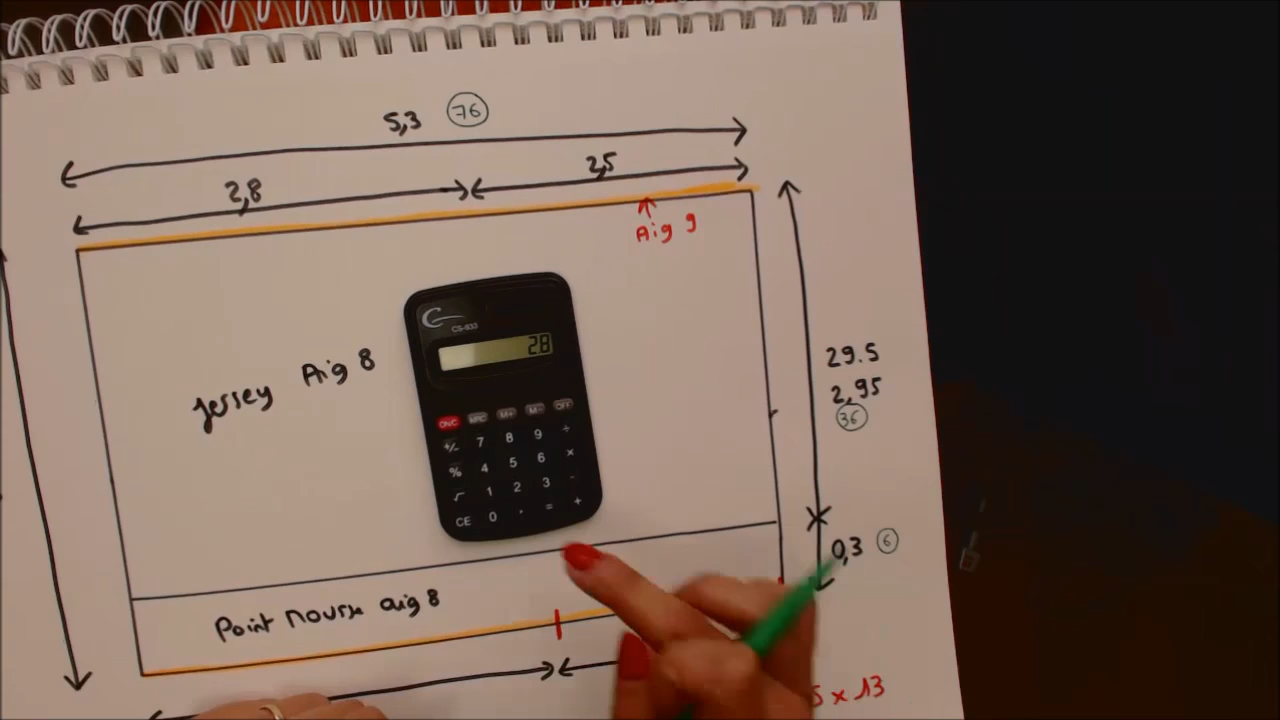 5,3 76
2,8
2,5
Aig 9
Jersey Aig 8
CS-933
28
29.5
2,95
36
ON/C MRC M+ M- OFF
+/- 7 8 9 ÷
% 4 5 6 ×
√ 1 2 3 -
CE 0 . = +
0,3 6
Point mousse aig 8
5 x 13